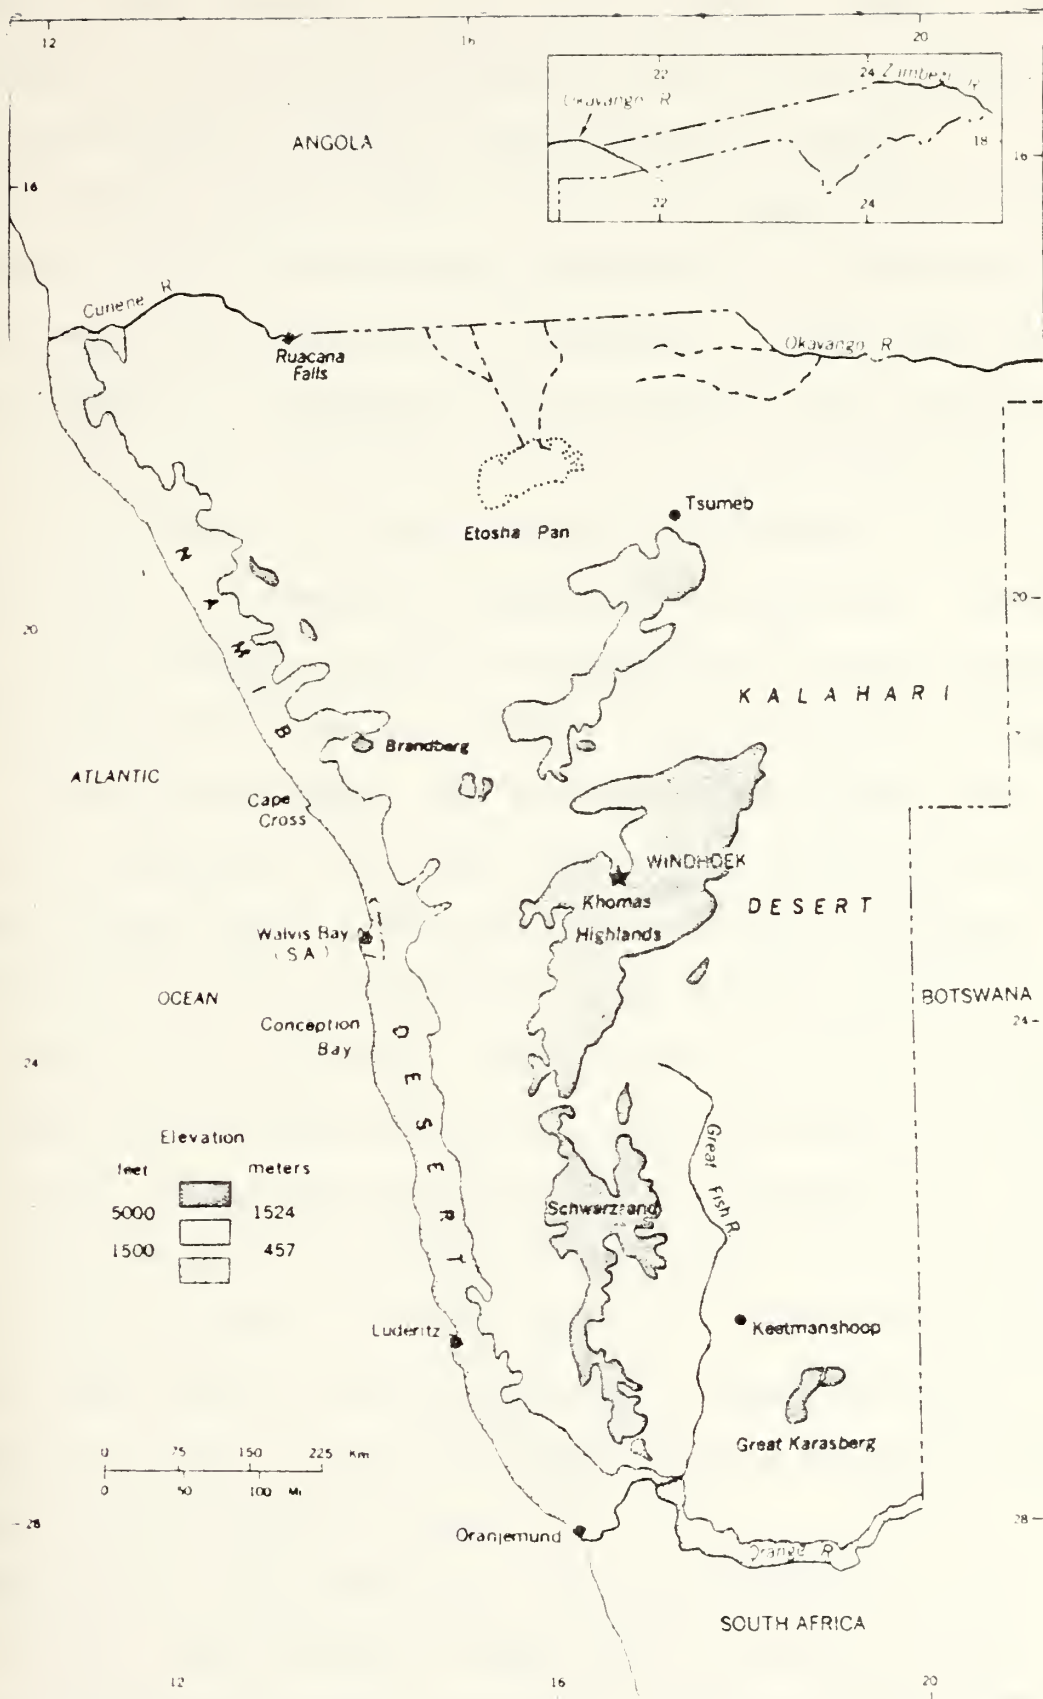 12 16 20
22 24 Zambezi R
Okavango R
18
22 24
ANGOLA
16 16
Cunene R
Ruacana
Falls
Okavango R
Etosha Pan
Tsumeb
NAMIB
20 20
KALAHARI
Brandberg
ATLANTIC
Cape
Cross
WINDHOEK
Khomas
Highlands
DESERT
Walvis Bay
(S.A.)
OCEAN
BOTSWANA
Conception
Bay
24 24
DESERT
Elevation
feet meters
5000 1524
1500 457
Great Fish R.
Schwarzrand
Luderitz
Keetmanshoop
Great Karasberg
0 75 150 225 Km
0 50 100 Mi
28 28
Oranjemund
Orange R
SOUTH AFRICA
12 16 20